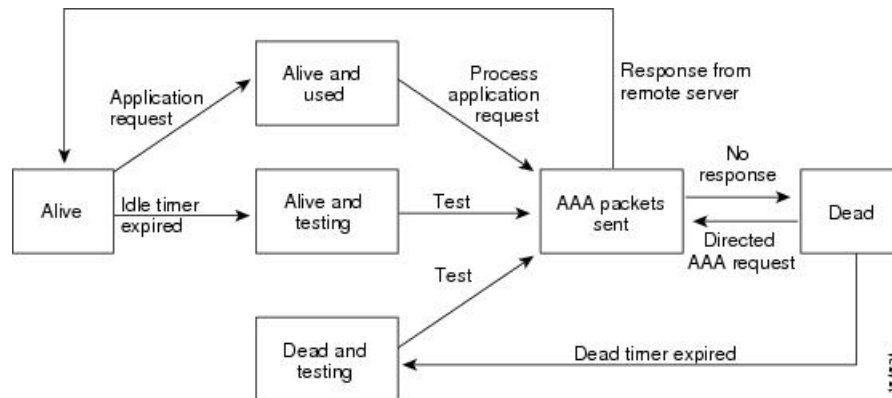 Alive and
used
Process
application
request
Response from
remote server
Application
request
Alive
Idle timer
expired
Alive and
testing
Test
AAA packets
sent
No
response
Directed
AAA request
Dead
Test
Dead and
testing
Dead timer expired